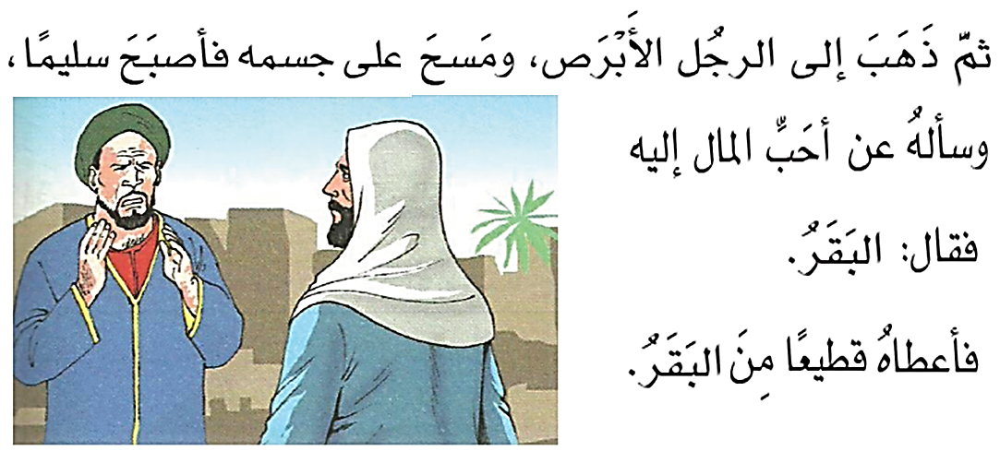 ثمّ ذَهَبَ إلى الرجُل الأَبْرَص، ومَسحَ على جسمه فأصبَحَ سليمًا،
وسألهُ عن أحَبِّ المال إليه
فقال: البَقَرُ.
فأعطاهُ قطيعًا مِنَ البَقَرُ.